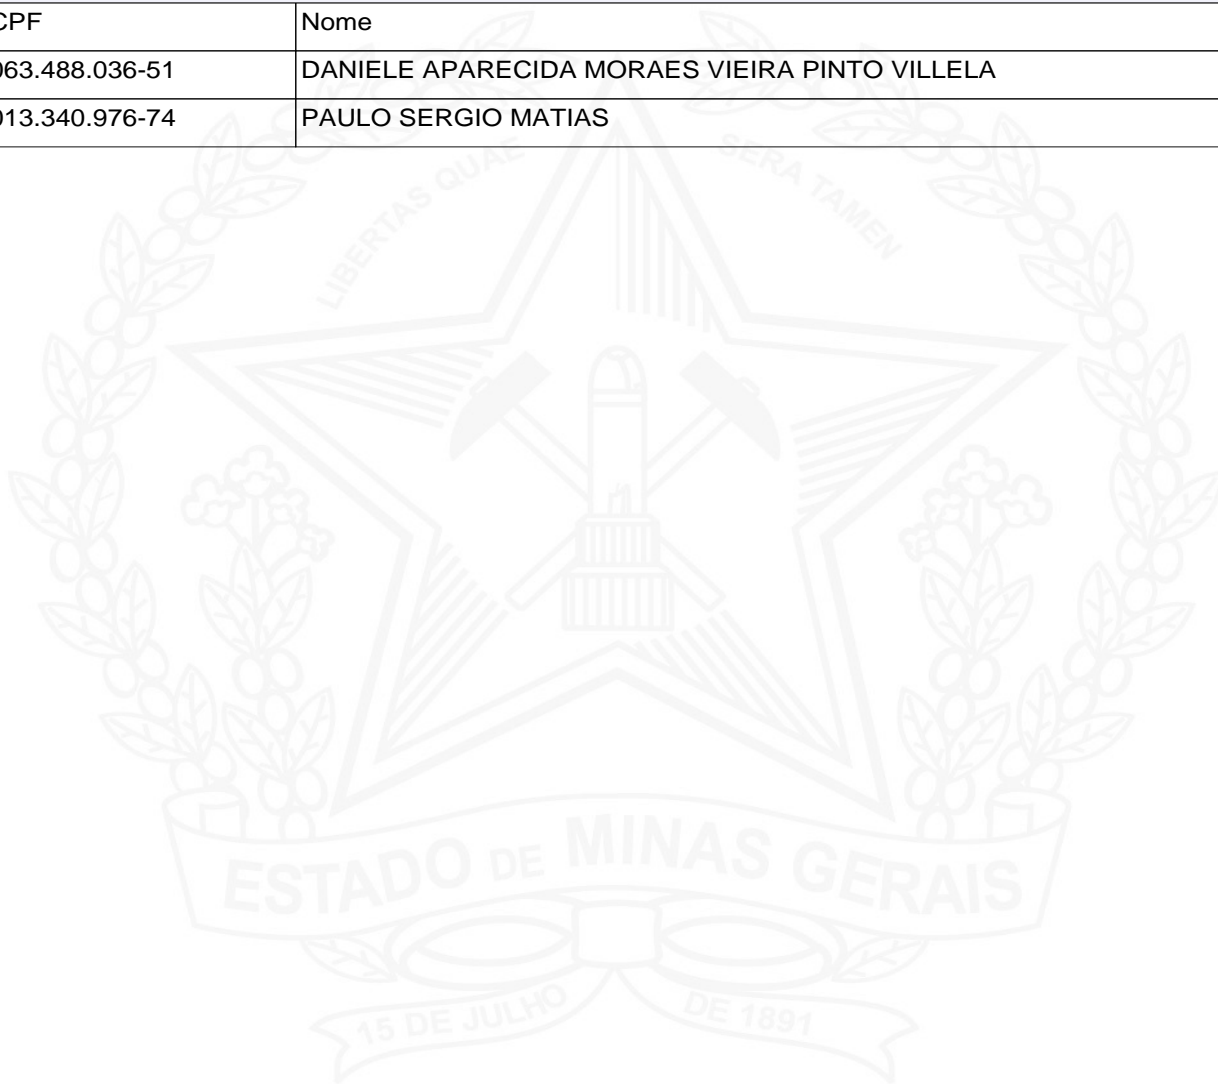 CPF Nome
063.488.036-51 DANIELE APARECIDA MORAES VIEIRA PINTO VILLELA
013.340.976-74 PAULO SERGIO MATIAS
LIBERTAS QUAE SERA TAMEN
ESTADO DE MINAS GERAIS
15 DE JULHO DE 1891